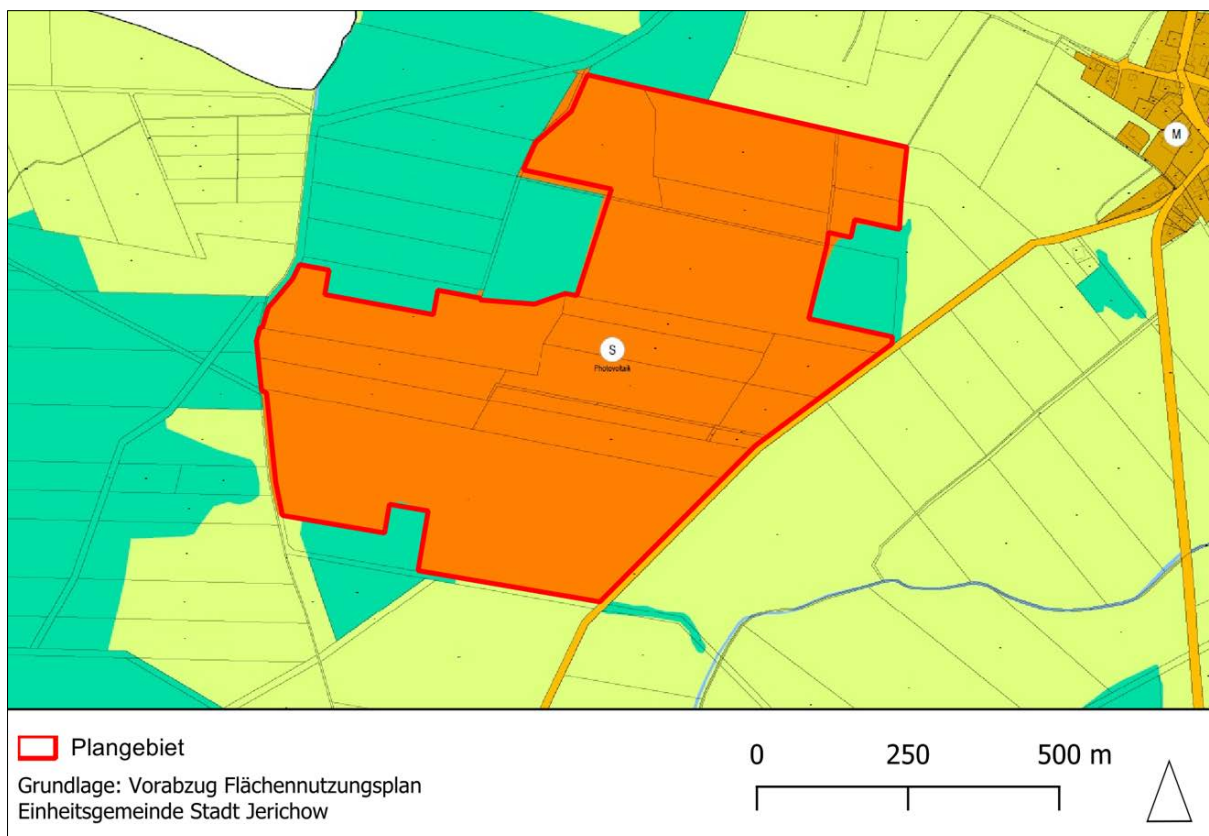 M
S
Photovoltaik
Plangebiet
Grundlage: Vorabzug Flächennutzungsplan
Einheitsgemeinde Stadt Jerichow
0 250 500 m